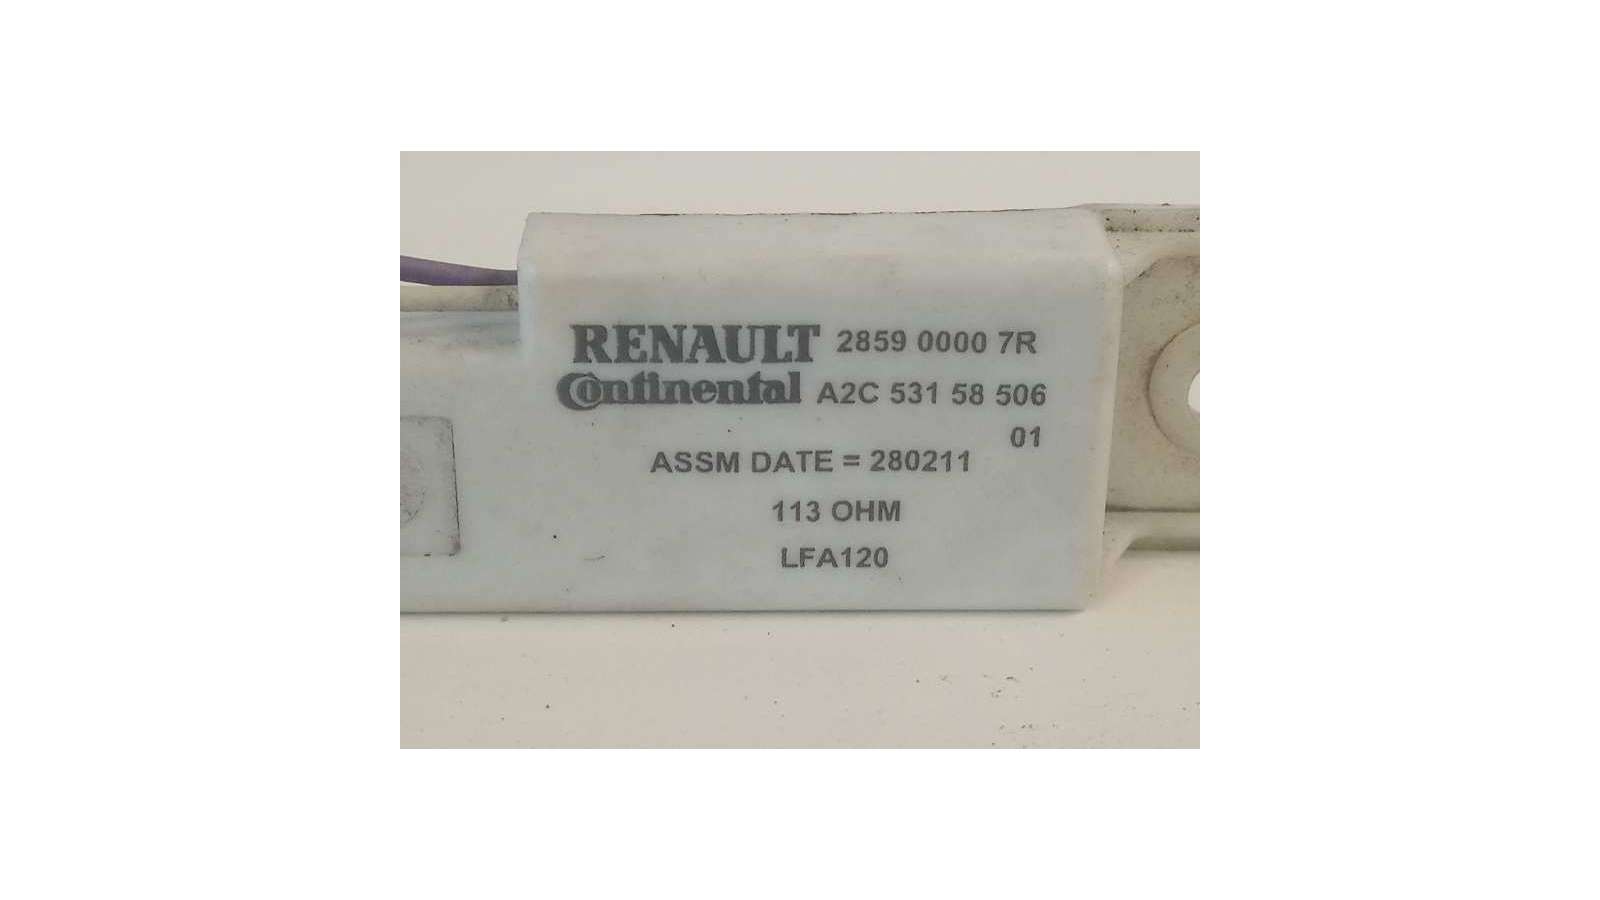 RENAULT 2859 0000 7R
Continental A2C 531 58 506
01
ASSM DATE = 280211
113 OHM
LFA120